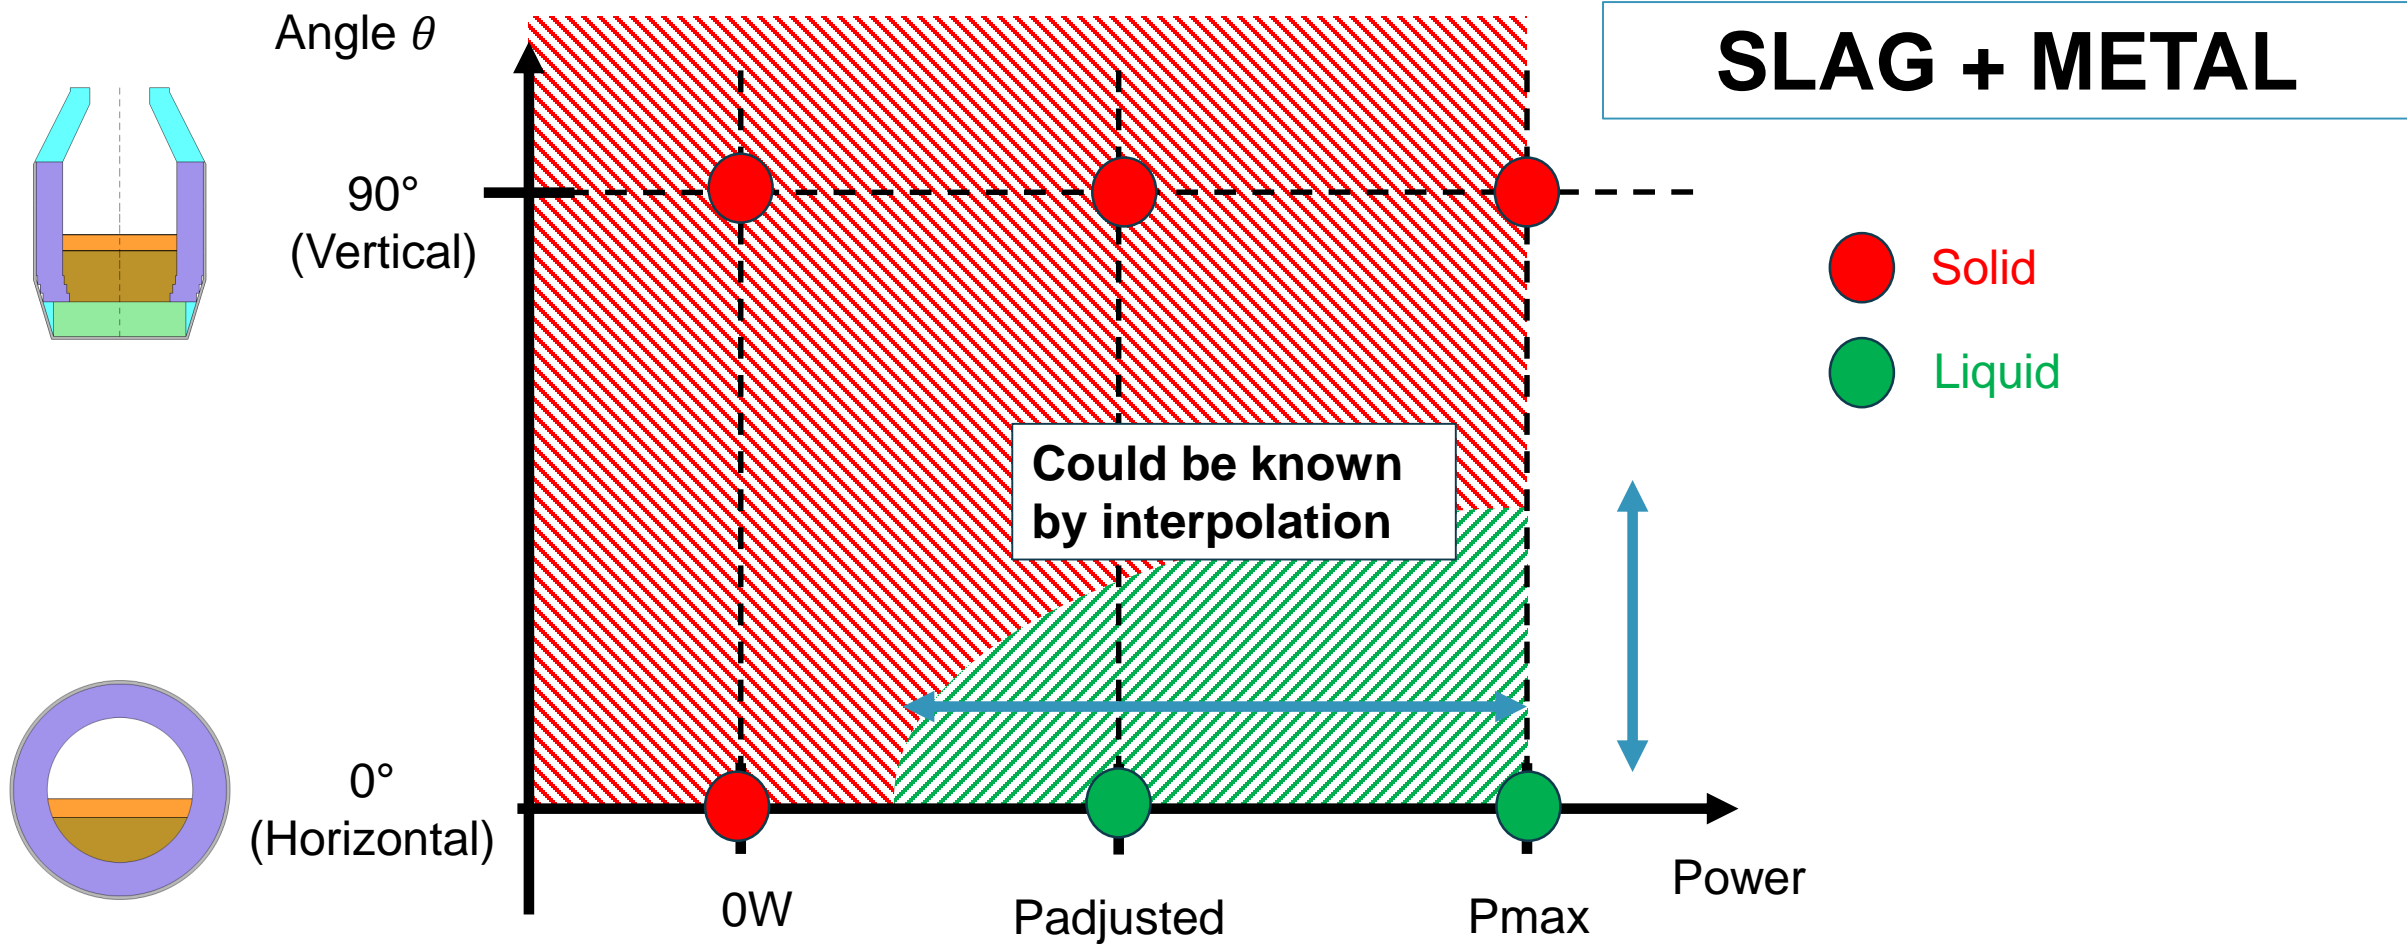 Angle θ
SLAG + METAL
90°
(Vertical)
Solid
Liquid
Could be known
by interpolation
0°
(Horizontal)
Power
0W
Padjusted
Pmax